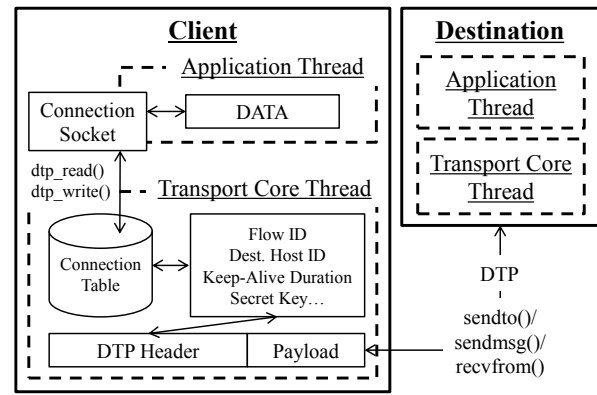 Client
Application Thread
Connection
Socket
DATA
dtp_read()
dtp_write()
Transport Core Thread
Connection
Table
Flow ID
Dest. Host ID
Keep-Alive Duration
Secret Key…
DTP Header
Payload
Destination
Application
Thread
Transport Core
Thread
DTP
sendto()/
sendmsg()/
recvfrom()